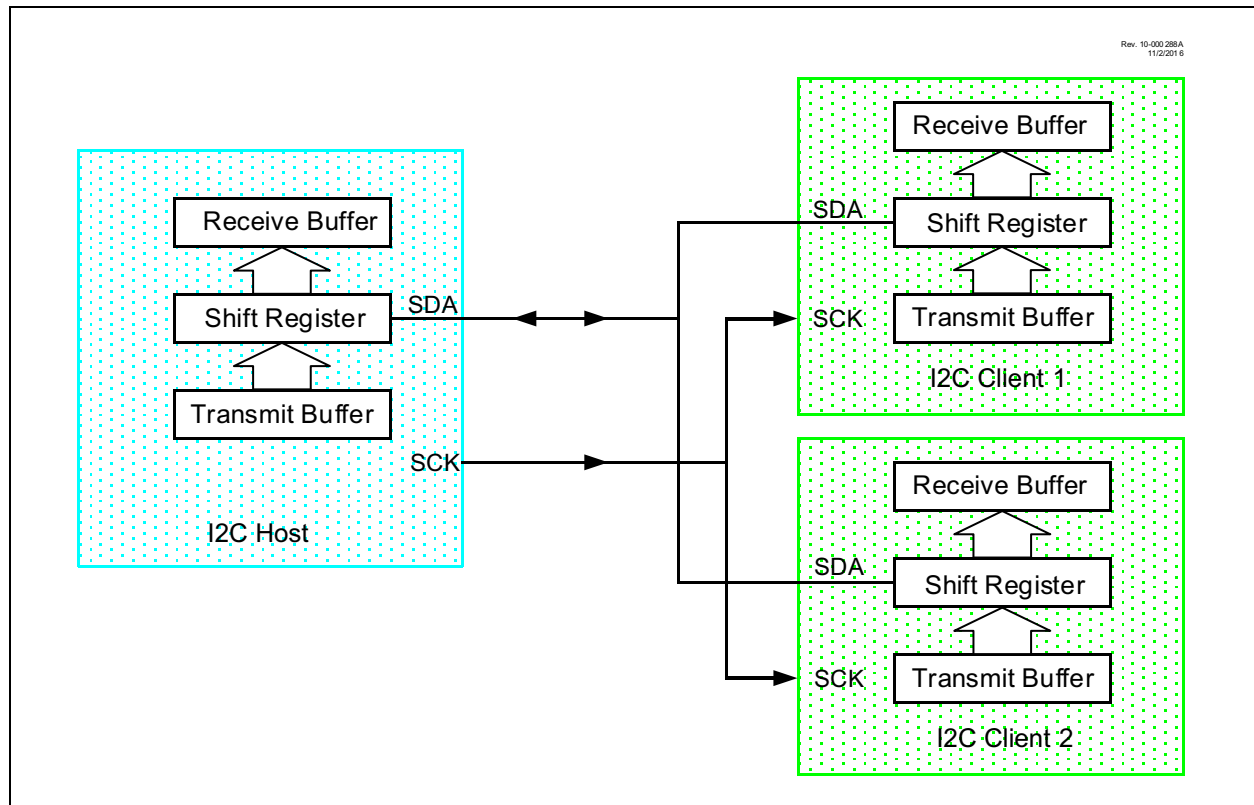 Rev. 10-000 288A
11/2/201 6
Receive Buffer
Shift Register
Transmit Buffer
SDA
SCK
I2C Host
Receive Buffer
SDA
Shift Register
SCK
Transmit Buffer
I2C Client 1
Receive Buffer
SDA
Shift Register
SCK
Transmit Buffer
I2C Client 2